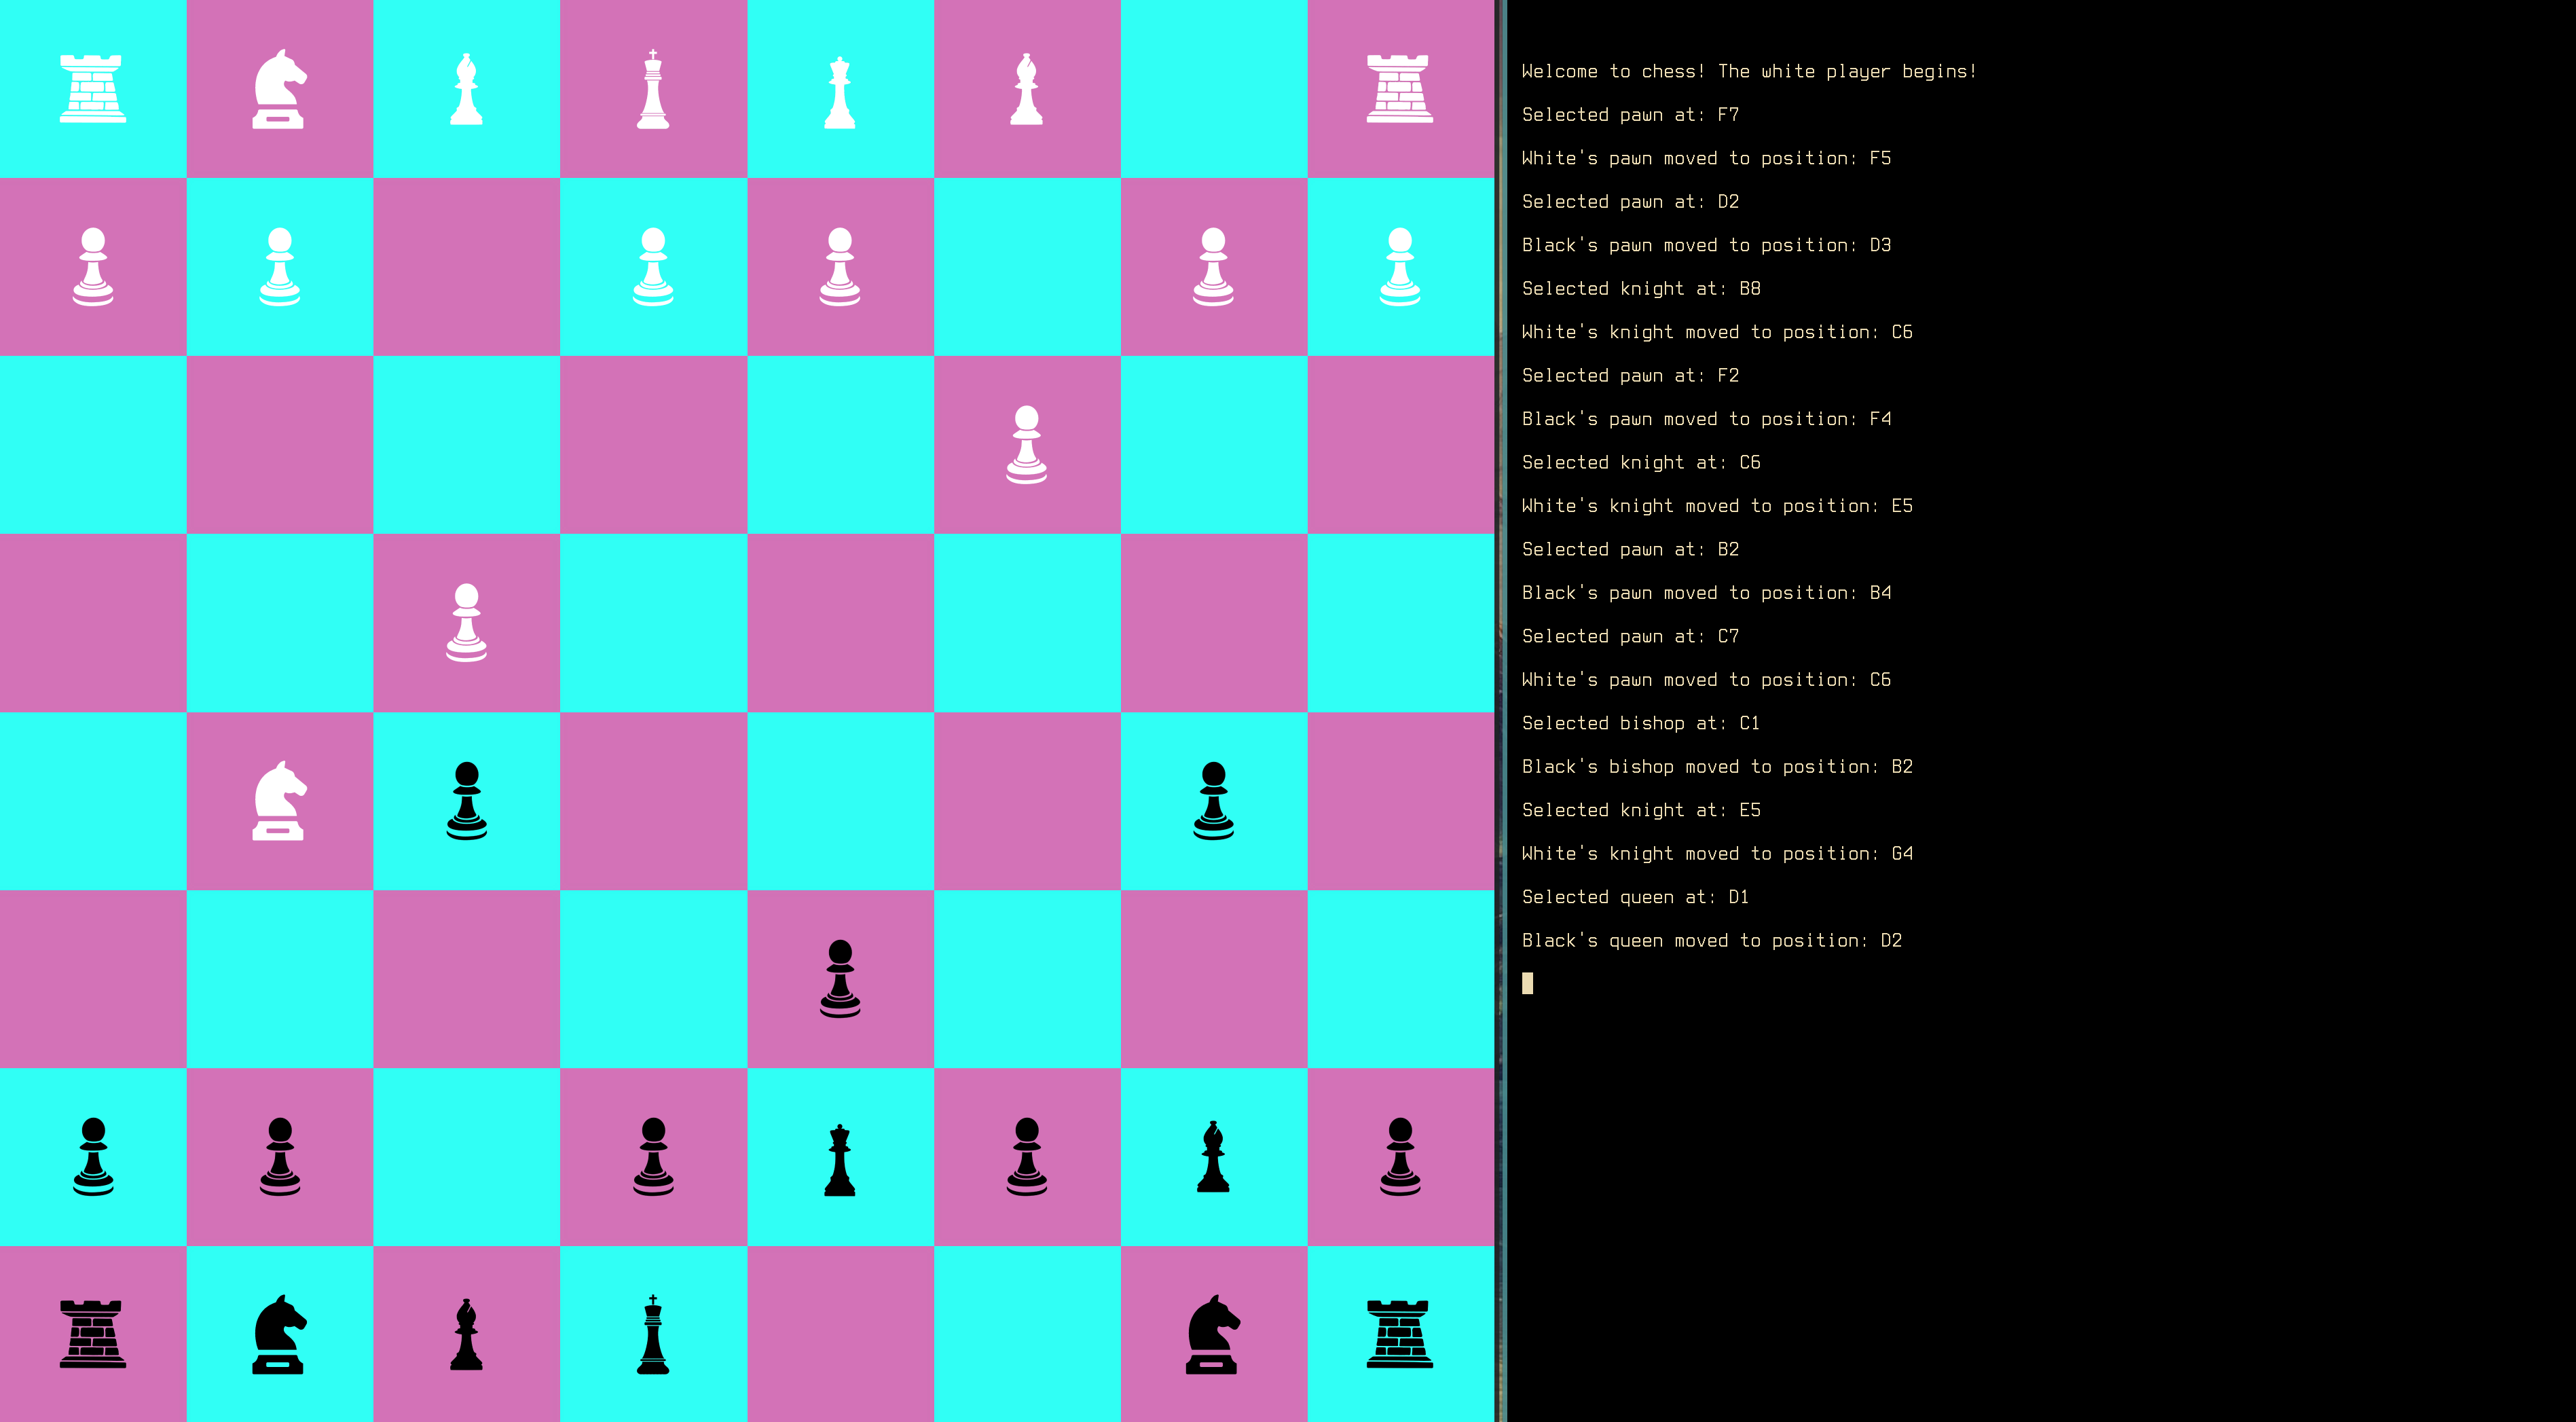 Welcome to chess! The white player begins!
Selected pawn at: F7
White's pawn moved to position: F5
Selected pawn at: D2
Black's pawn moved to position: D3
Selected knight at: B8
White's knight moved to position: C6
Selected pawn at: F2
Black's pawn moved to position: F4
Selected knight at: C6
White's knight moved to position: E5
Selected pawn at: B2
Black's pawn moved to position: B4
Selected pawn at: C7
White's pawn moved to position: C6
Selected bishop at: C1
Black's bishop moved to position: B2
Selected knight at: E5
White's knight moved to position: G4
Selected queen at: D1
Black's queen moved to position: D2